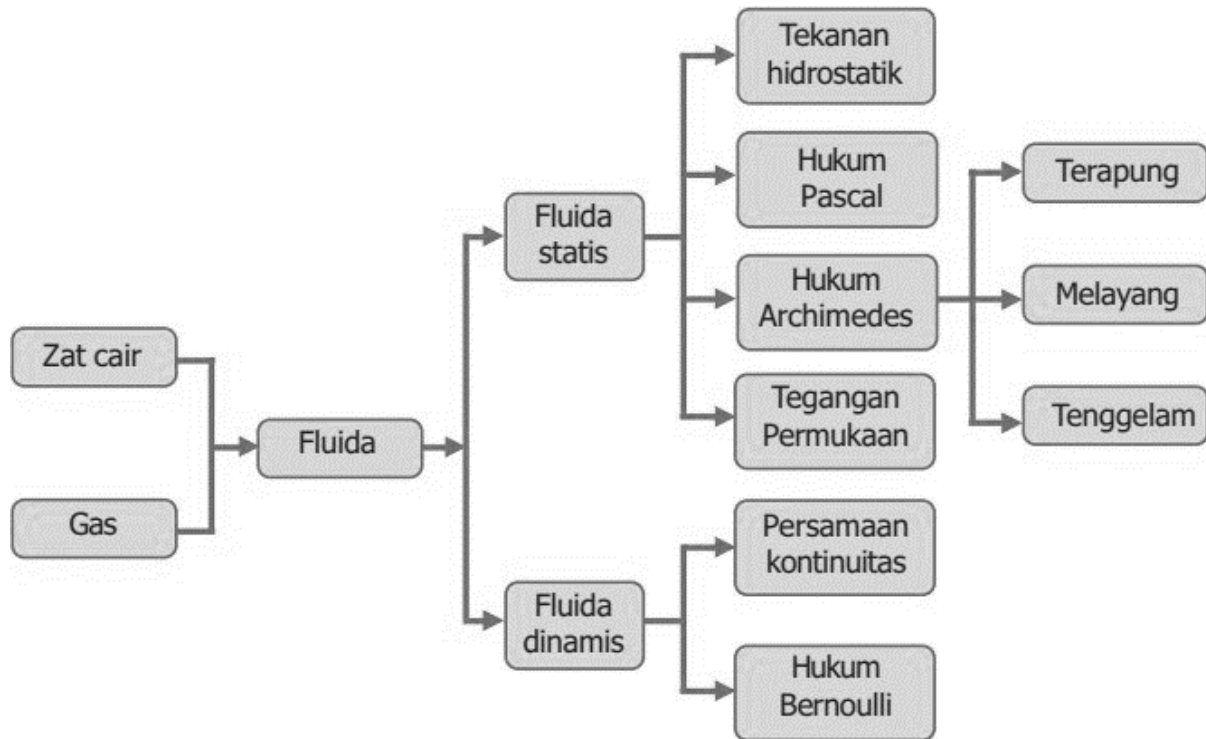 Zat cair
Gas
Fluida
Fluida
statis
Fluida
dinamis
Tekanan
hidrostatik
Hukum
Pascal
Hukum
Archimedes
Tegangan
Permukaan
Persamaan
kontinuitas
Hukum
Bernoulli
Terapung
Melayang
Tenggelam